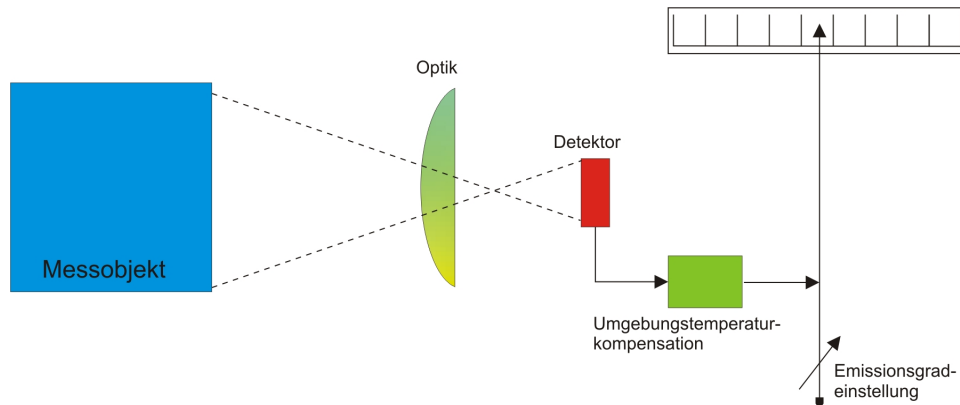 Optik
Detektor
Messobjekt
Umgebungstemperatur-
kompensation
Emissionsgrad-
einstellung